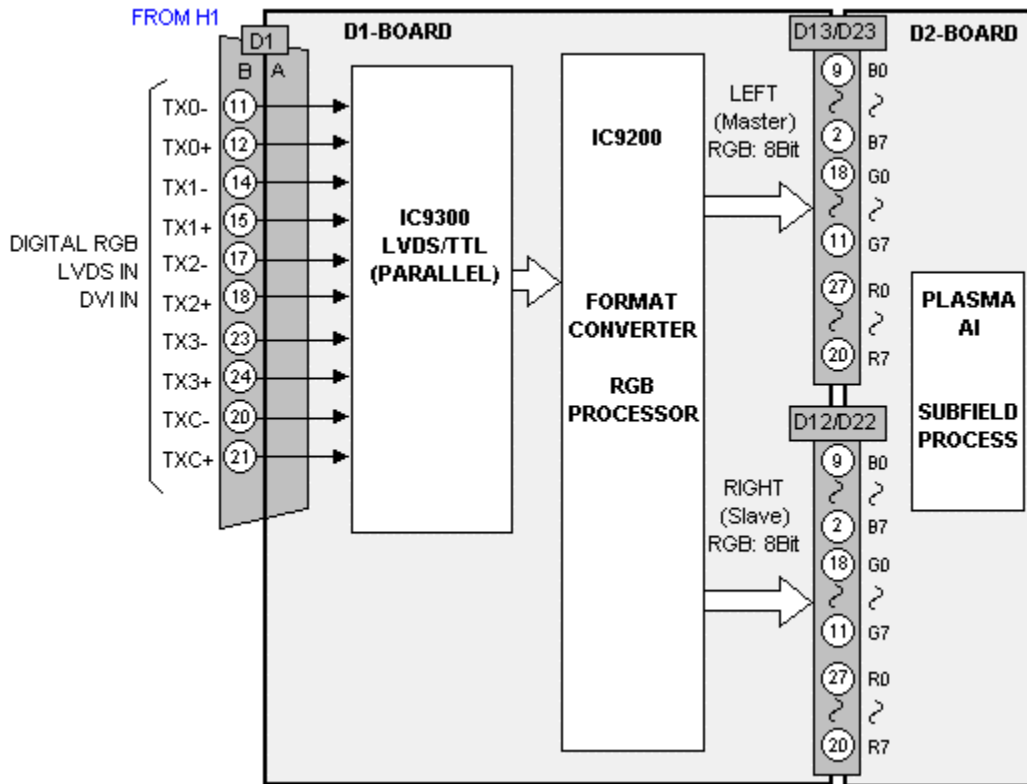 FROM H1
D1
B A
D1-BOARD
D13/D23
D2-BOARD
DIGITAL RGB
LVDS IN
DVI IN
TX0- 11
TX0+ 12
TX1- 14
TX1+ 15
TX2- 17
TX2+ 18
TX3- 23
TX3+ 24
TXC- 20
TXC+ 21
IC9300
LVDS/TTL
(PARALLEL)
IC9200
FORMAT
CONVERTER
RGB
PROCESSOR
LEFT
(Master)
RGB: 8Bit
9 B0
2 B7
18 G0
11 G7
27 R0
20 R7
PLASMA
AI
SUBFIELD
PROCESS
D12/D22
RIGHT
(Slave)
RGB: 8Bit
9 B0
2 B7
18 G0
11 G7
27 R0
20 R7